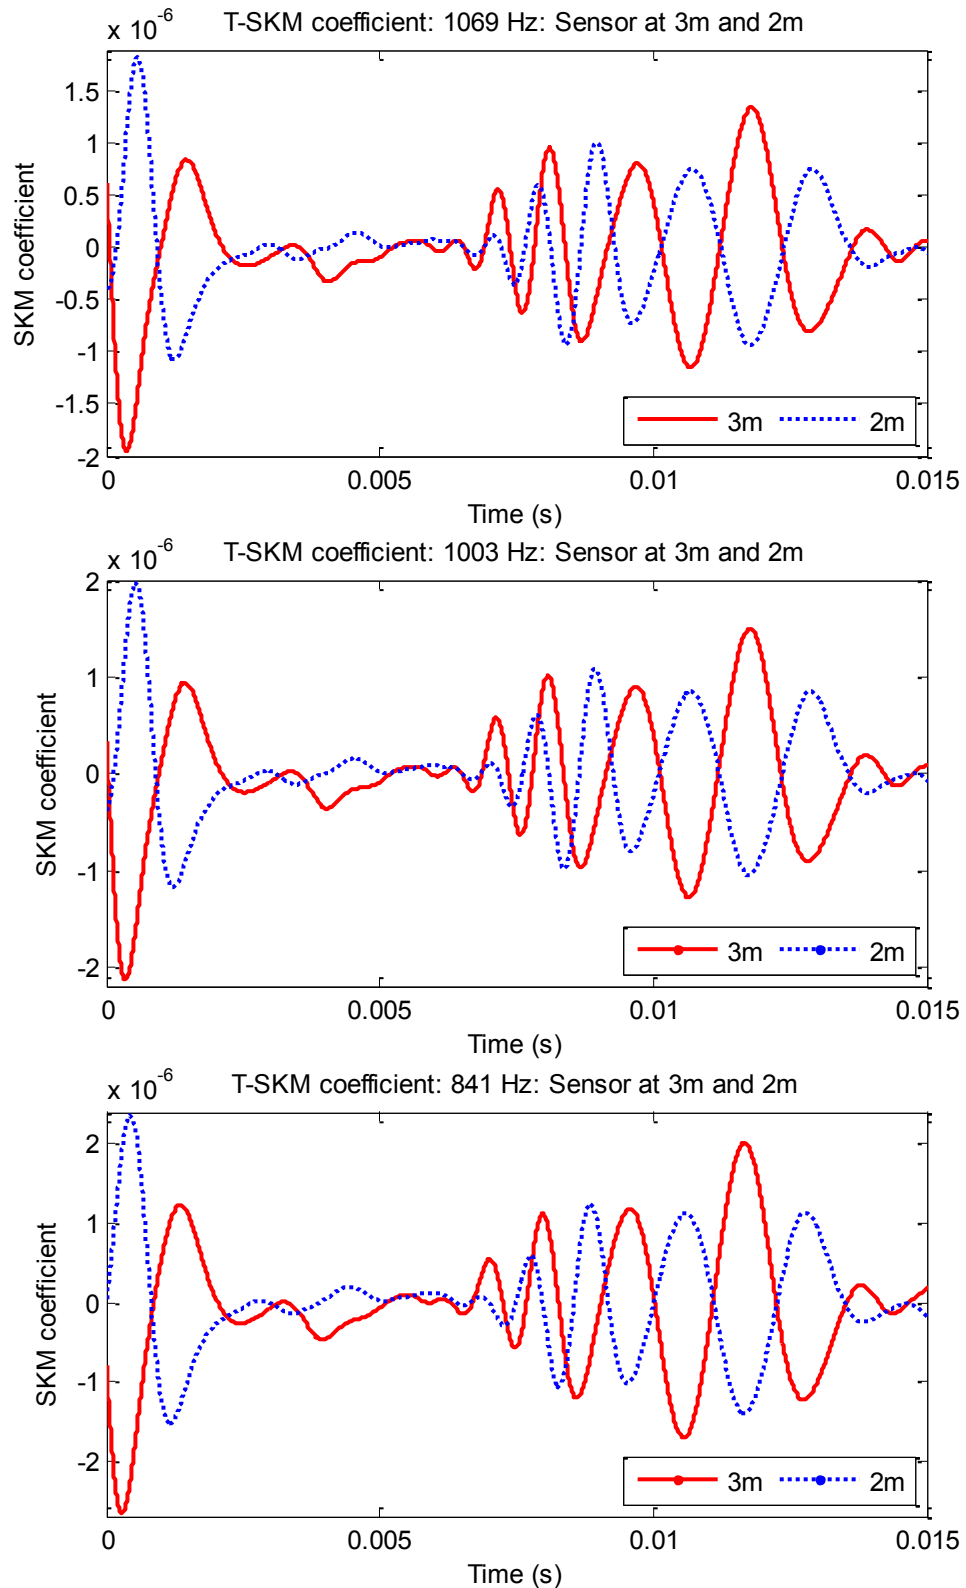 x 10^-6
T-SKM coefficient: 1069 Hz: Sensor at 3m and 2m
1.5
1
0.5
0
-0.5
-1
-1.5
-2
SKM coefficient
3m 2m
0 0.005 0.01 0.015
Time (s)
x 10^-6
T-SKM coefficient: 1003 Hz: Sensor at 3m and 2m
2
1
0
-1
-2
SKM coefficient
3m 2m
0 0.005 0.01 0.015
Time (s)
x 10^-6
T-SKM coefficient: 841 Hz: Sensor at 3m and 2m
2
1
0
-1
-2
SKM coefficient
3m 2m
0 0.005 0.01 0.015
Time (s)